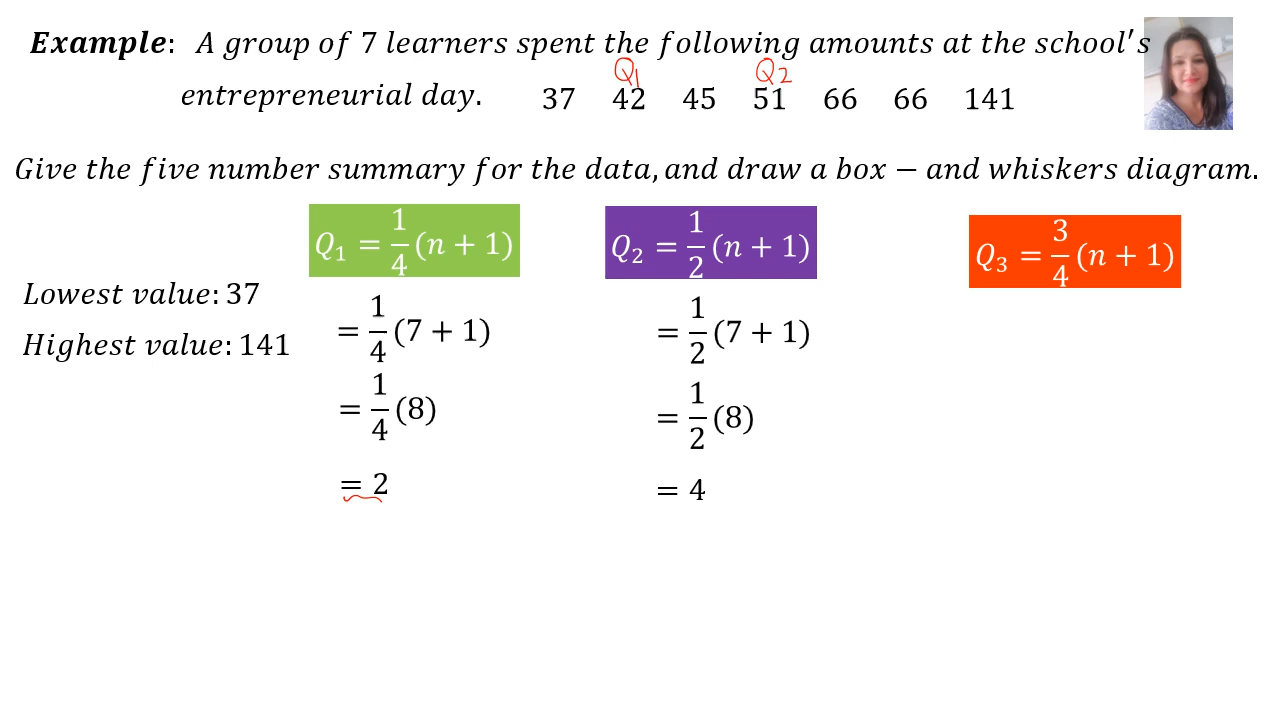 Example: A group of 7 learners spent the following amounts at the school's
Q1 Q2
entrepreneurial day. 37 42 45 51 66 66 141
Give the five number summary for the data, and draw a box − and whiskers diagram.
Q₁ = 1/4 (n + 1) Q₂ = 1/2 (n + 1) Q₃ = 3/4 (n + 1)
Lowest value: 37
= 1/4 (7 + 1) = 1/2 (7 + 1)
Highest value: 141
= 1/4 (8) = 1/2 (8)
= 2 = 4